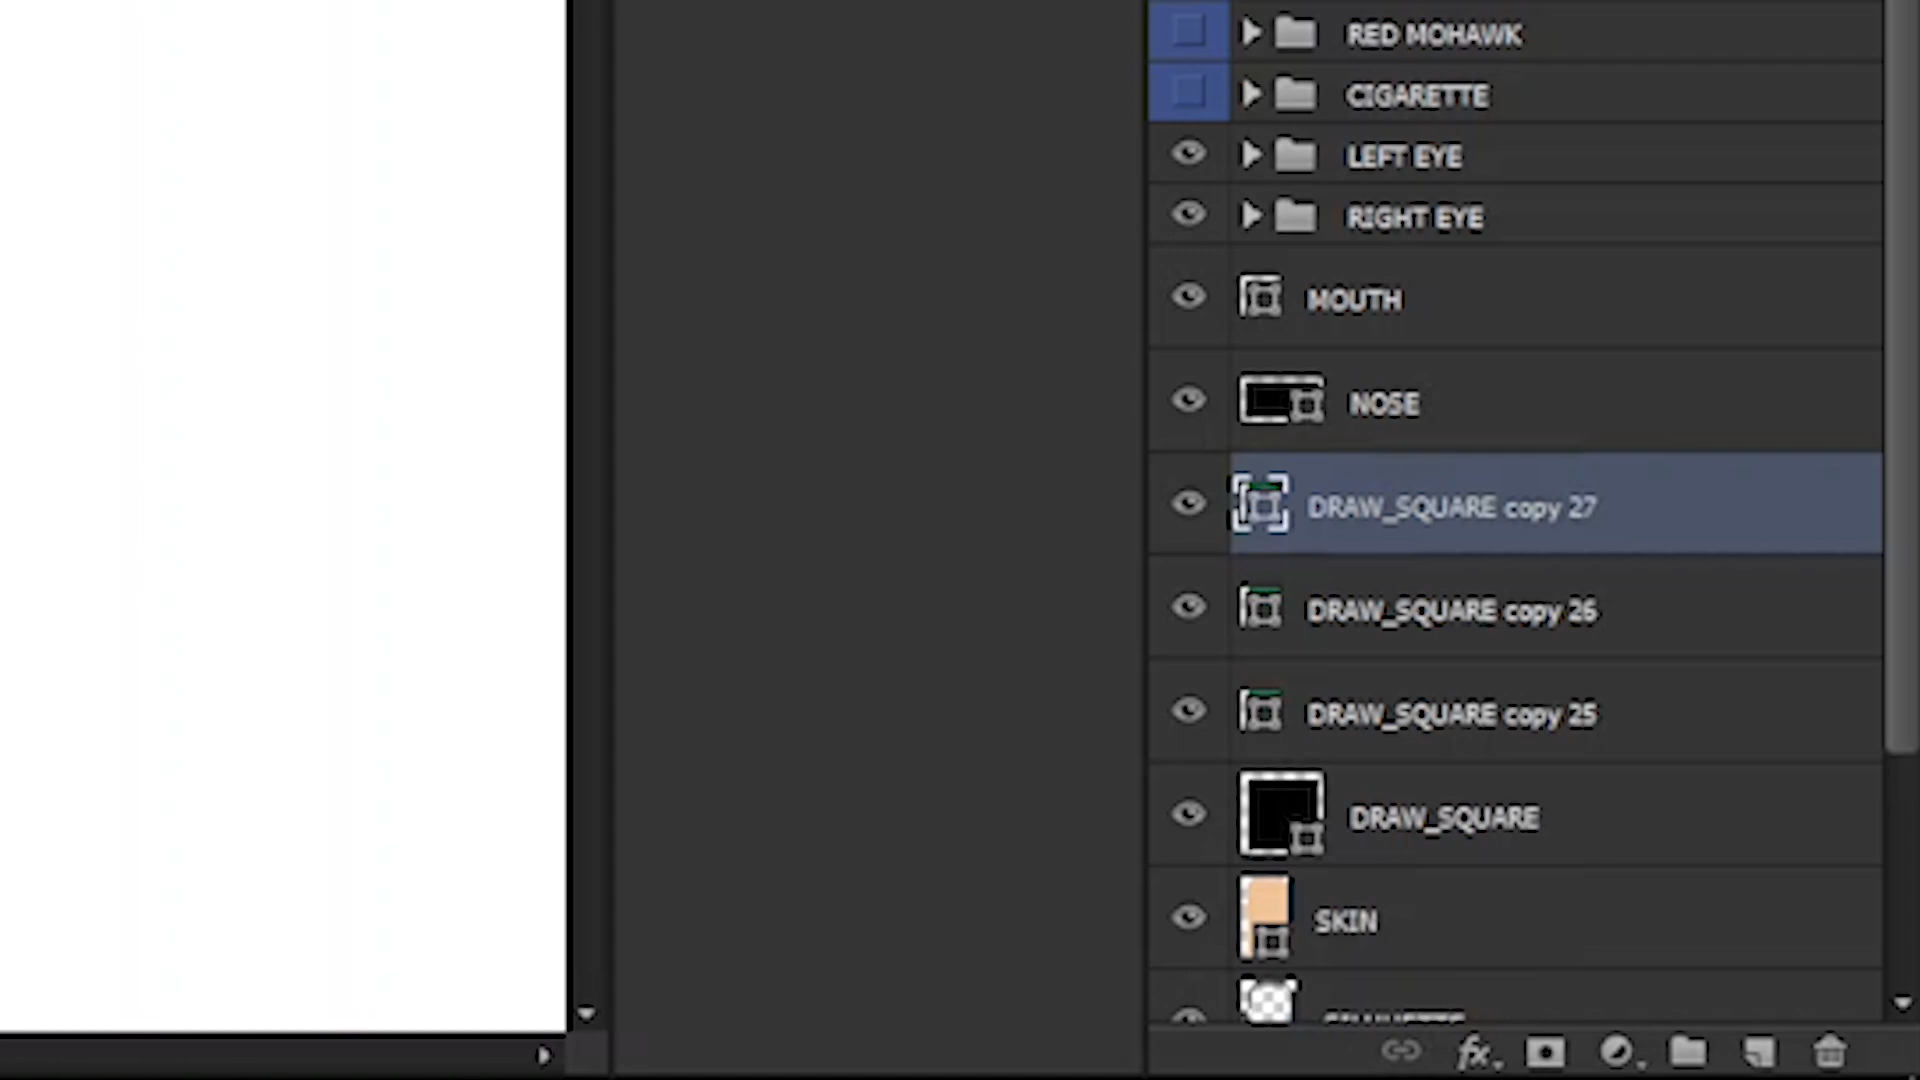 RED MOHAWK
CIGARETTE
LEFT EYE
RIGHT EYE
MOUTH
NOSE
DRAW_SQUARE copy 27
DRAW_SQUARE copy 26
DRAW_SQUARE copy 25
DRAW_SQUARE
SKIN
fx